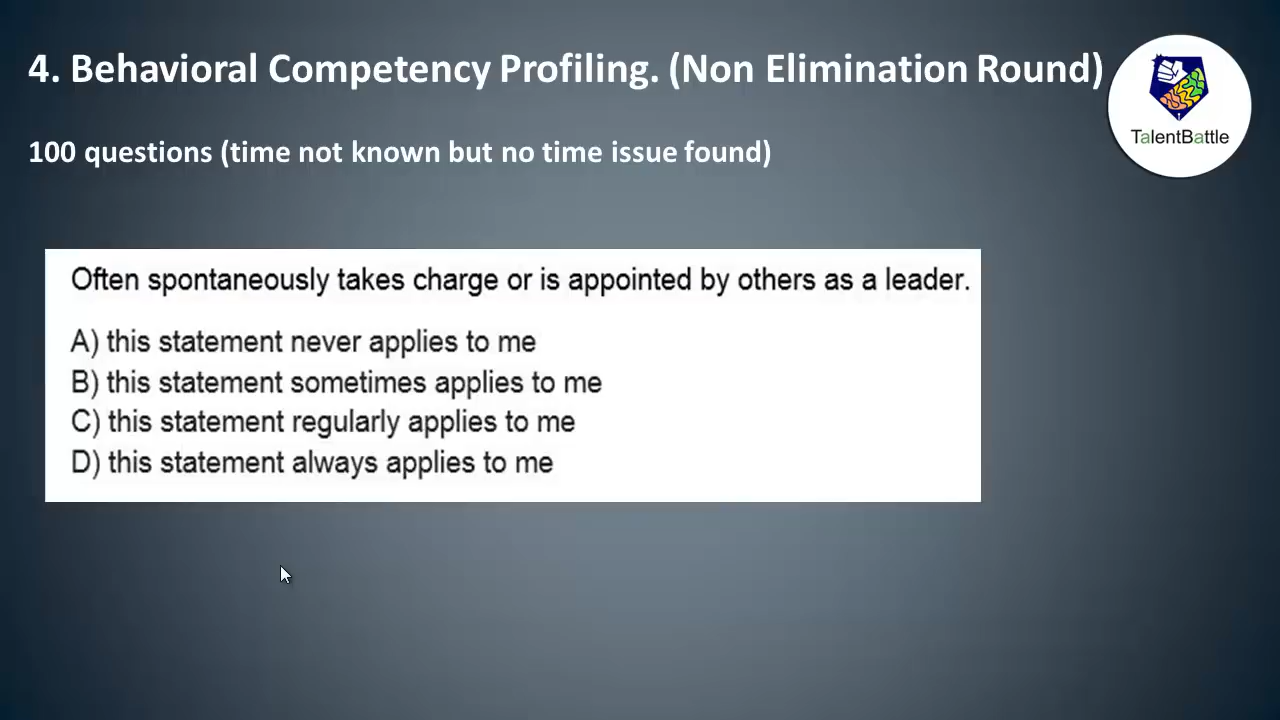 4. Behavioral Competency Profiling. (Non Elimination Round)
TalentBattle
100 questions (time not known but no time issue found)
Often spontaneously takes charge or is appointed by others as a leader.
A) this statement never applies to me
B) this statement sometimes applies to me
C) this statement regularly applies to me
D) this statement always applies to me